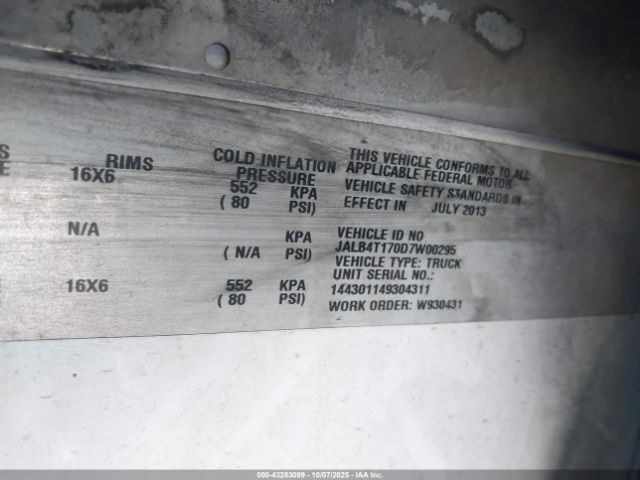 S RIMS COLD INFLATION PRESSURE
E 16X6 552 KPA
( 80 PSI)
N/A KPA
( N/A PSI)
16X6 552 KPA
( 80 PSI)
THIS VEHICLE CONFORMS TO ALL
APPLICABLE FEDERAL MOTOR
VEHICLE SAFETY STANDARDS IN
EFFECT IN JULY 2013
VEHICLE ID NO
JALB4T170D7W00295
VEHICLE TYPE: TRUCK
UNIT SERIAL NO.:
144301149304311
WORK ORDER: W930431
000-43283099 | 10/07/2025 - IAA Inc.